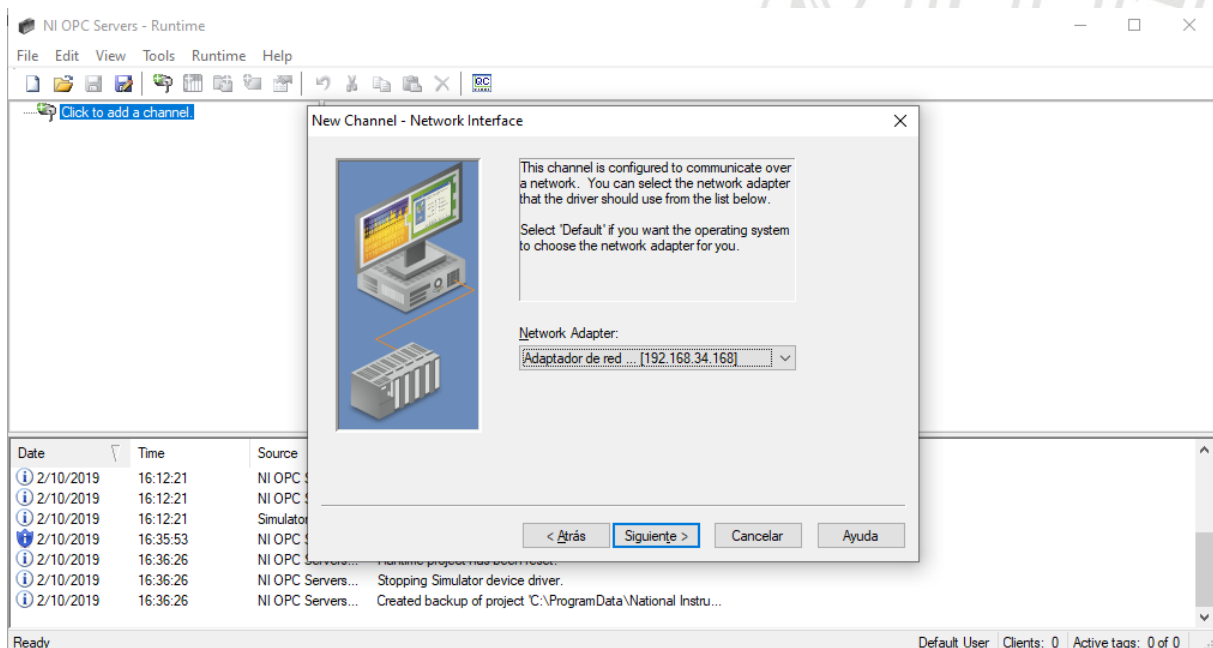 NI OPC Servers - Runtime
File Edit View Tools Runtime Help
Click to add a channel.
New Channel - Network Interface
This channel is configured to communicate over
a network. You can select the network adapter
that the driver should use from the list below.
Select 'Default' if you want the operating system
to choose the network adapter for you.
Network Adapter:
Adaptador de red ... [192.168.34.168]
< Atrás Siguiente > Cancelar Ayuda
Date Time Source
2/10/2019 16:12:21 NI OPC
2/10/2019 16:12:21 NI OPC
2/10/2019 16:12:21 Simulator
2/10/2019 16:35:53 NI OPC
2/10/2019 16:36:26 NI OPC Servers... Runtime project has been reset.
2/10/2019 16:36:26 NI OPC Servers... Stopping Simulator device driver.
2/10/2019 16:36:26 NI OPC Servers... Created backup of project 'C:\ProgramData\National Instru...
Ready Default User Clients: 0 Active tags: 0 of 0